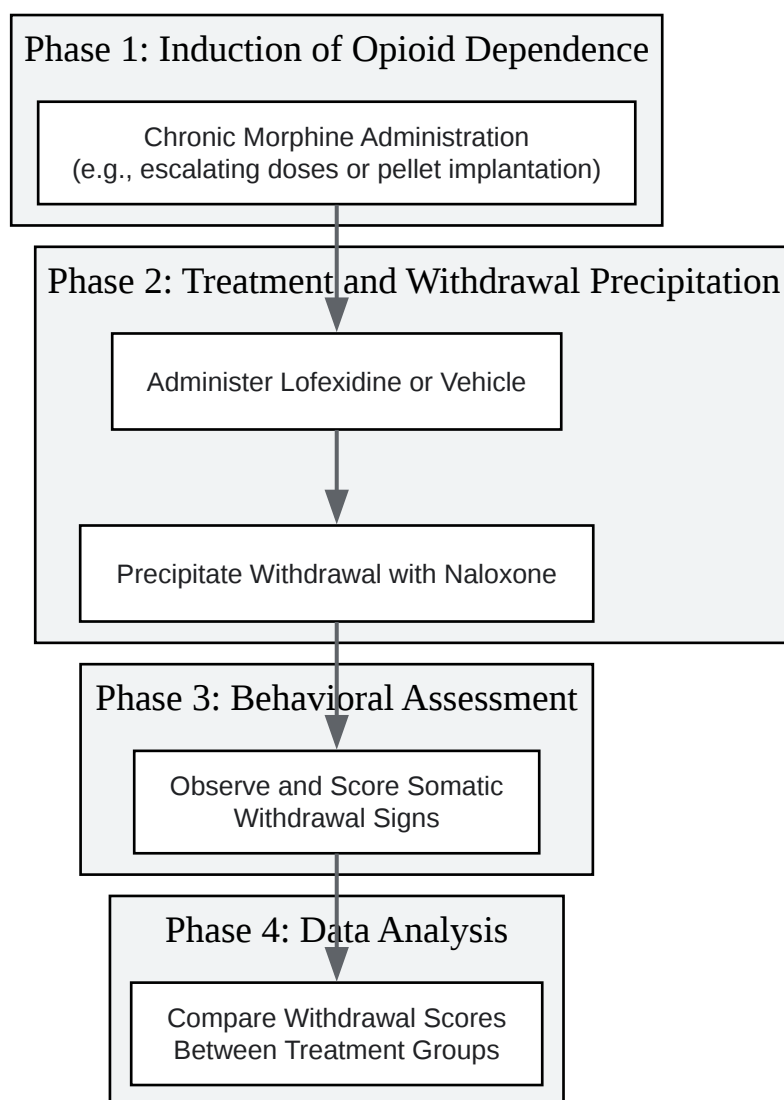 Phase 1: Induction of Opioid Dependence
Chronic Morphine Administration
(e.g., escalating doses or pellet implantation)
Phase 2: Treatment and Withdrawal Precipitation
Administer Lofexidine or Vehicle
Precipitate Withdrawal with Naloxone
Phase 3: Behavioral Assessment
Observe and Score Somatic
Withdrawal Signs
Phase 4: Data Analysis
Compare Withdrawal Scores
Between Treatment Groups